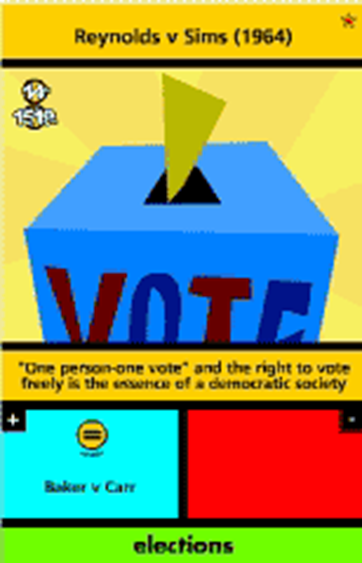 Reynolds v Sims (1964)
VOTE
"One person-one vote" and the right to vote
freely is the essence of a democratic society
+ -
=
Baker v Carr
elections